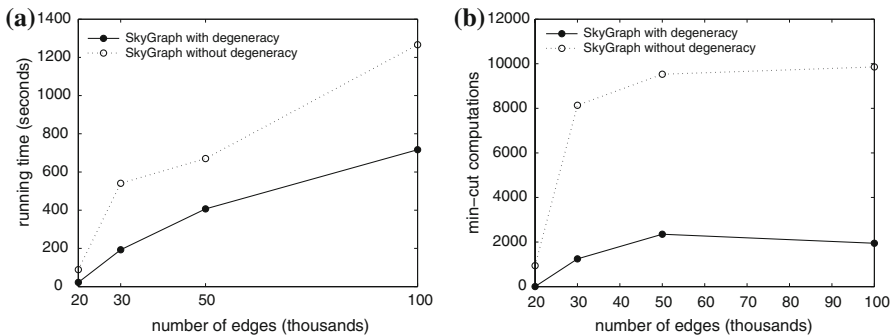 (a)
1400
1200
1000
800
600
400
200
0
running time (seconds)
SkyGraph with degeneracy
SkyGraph without degeneracy
20
30
50
100
number of edges (thousands)
(b)
12000
10000
8000
6000
4000
2000
0
min-cut computations
SkyGraph with degeneracy
SkyGraph without degeneracy
20
30
40
50
60
70
80
90
100
number of edges (thousands)